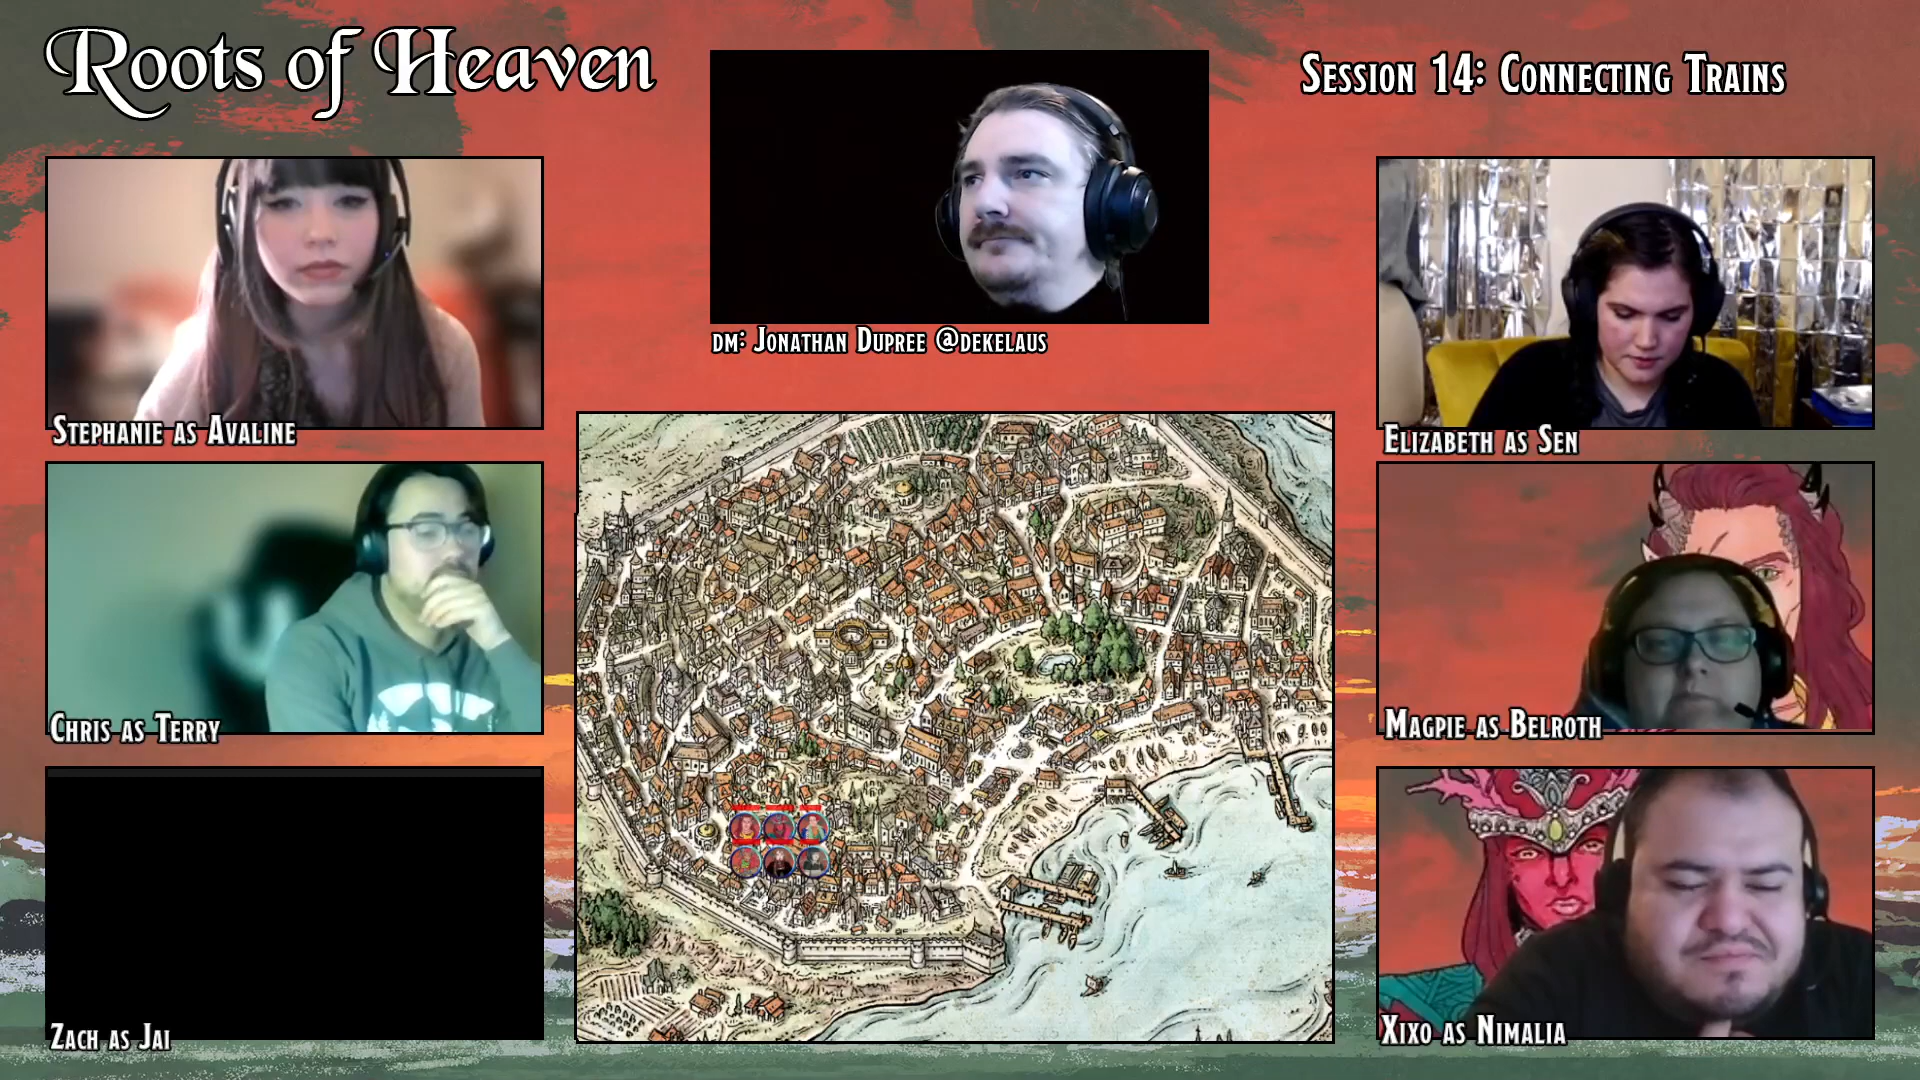 Roots of Heaven
Session 14: Connecting Trains
dm: Jonathan Dupree @dekelaus
Stephanie as Avaline
Elizabeth as Sen
Chris as Terry
Magpie as Belroth
Zach as Jai
Xixo as Nimalia